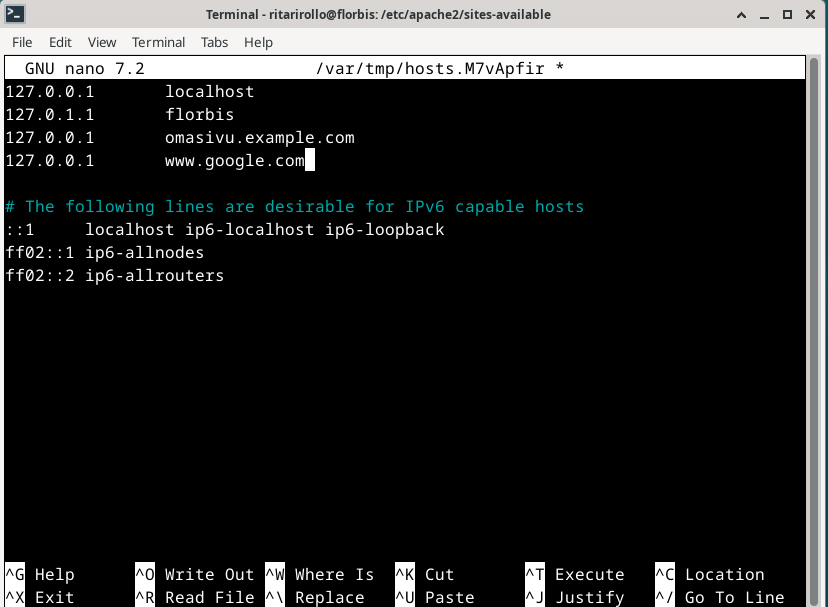 Terminal - ritarirollo@florbis: /etc/apache2/sites-available
File Edit View Terminal Tabs Help
GNU nano 7.2 /var/tmp/hosts.M7vApfir *
127.0.0.1 localhost
127.0.1.1 florbis
127.0.0.1 omasivu.example.com
127.0.0.1 www.google.com

# The following lines are desirable for IPv6 capable hosts
::1 localhost ip6-localhost ip6-loopback
ff02::1 ip6-allnodes
ff02::2 ip6-allrouters

^G Help ^O Write Out ^W Where Is ^K Cut ^T Execute ^C Location
^X Exit ^R Read File ^\ Replace ^U Paste ^J Justify ^/ Go To Line